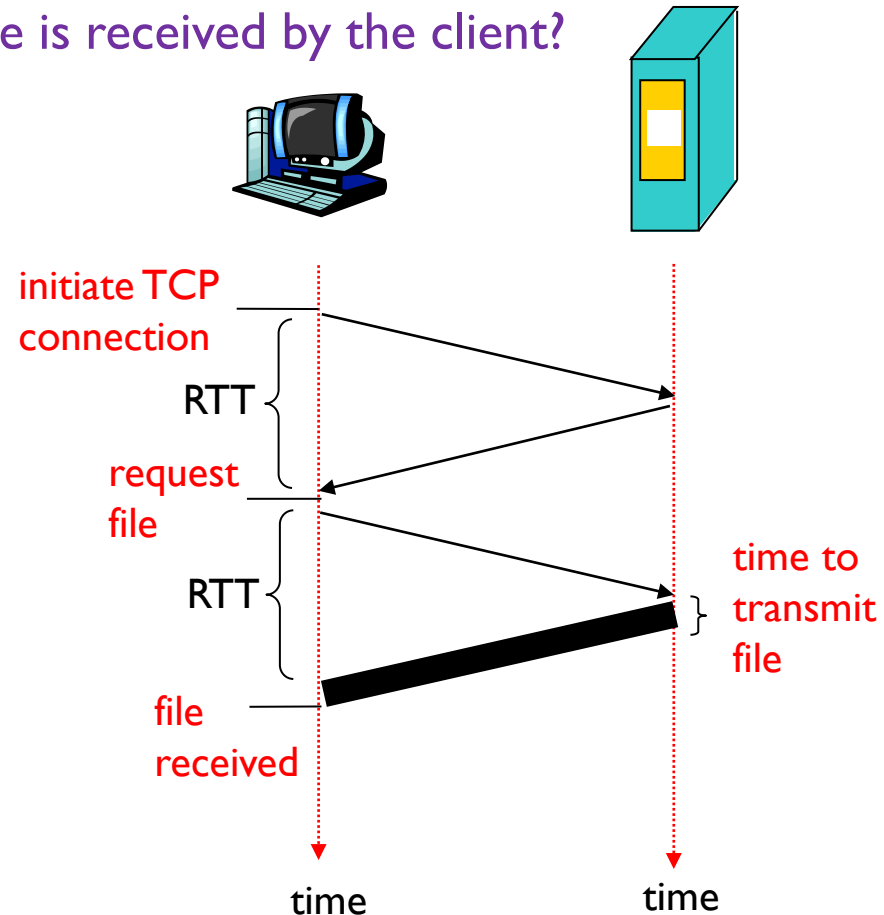 e is received by the client?
initiate TCP
connection
RTT
request
file
RTT
time to
transmit
file
file
received
time
time